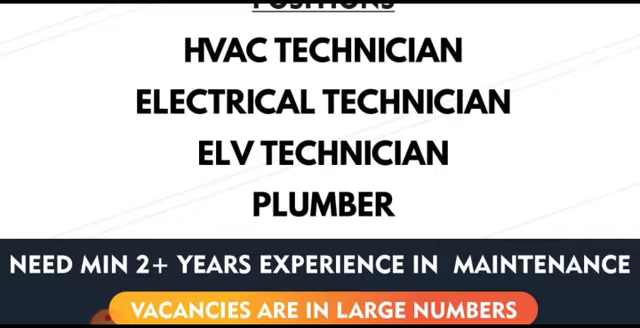 POSITIONS
HVAC TECHNICIAN
ELECTRICAL TECHNICIAN
ELV TECHNICIAN
PLUMBER
NEED MIN 2+ YEARS EXPERIENCE IN MAINTENANCE
VACANCIES ARE IN LARGE NUMBERS